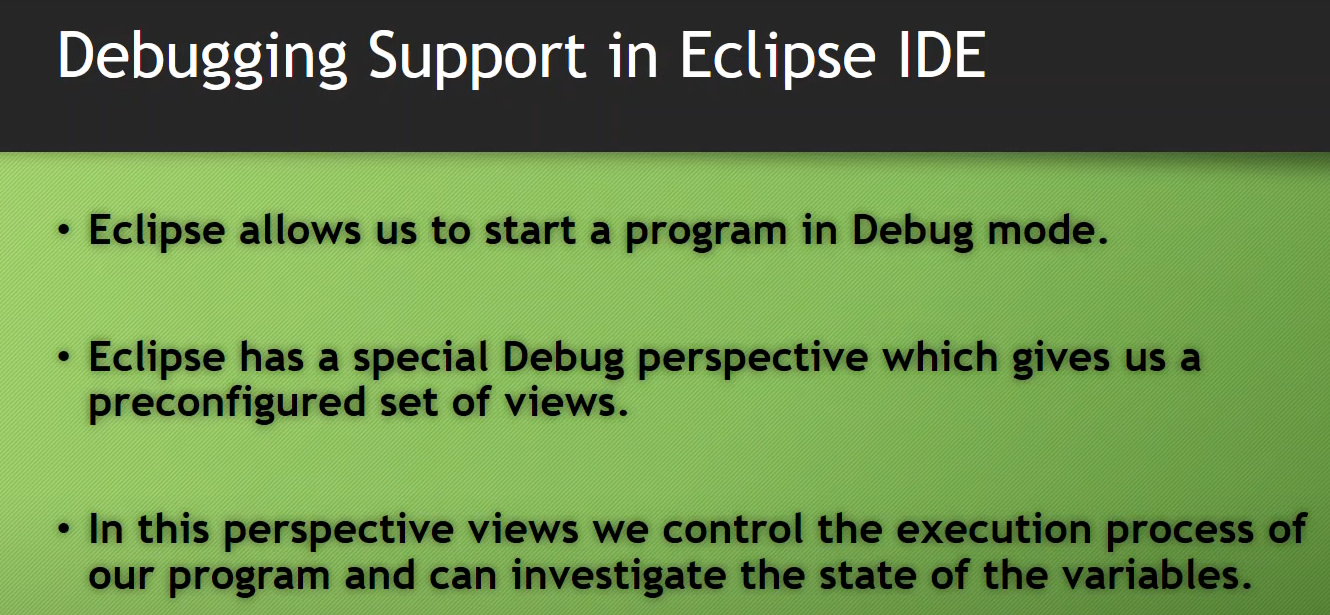 Debugging Support in Eclipse IDE
• Eclipse allows us to start a program in Debug mode.
• Eclipse has a special Debug perspective which gives us a
preconfigured set of views.
• In this perspective views we control the execution process of
our program and can investigate the state of the variables.